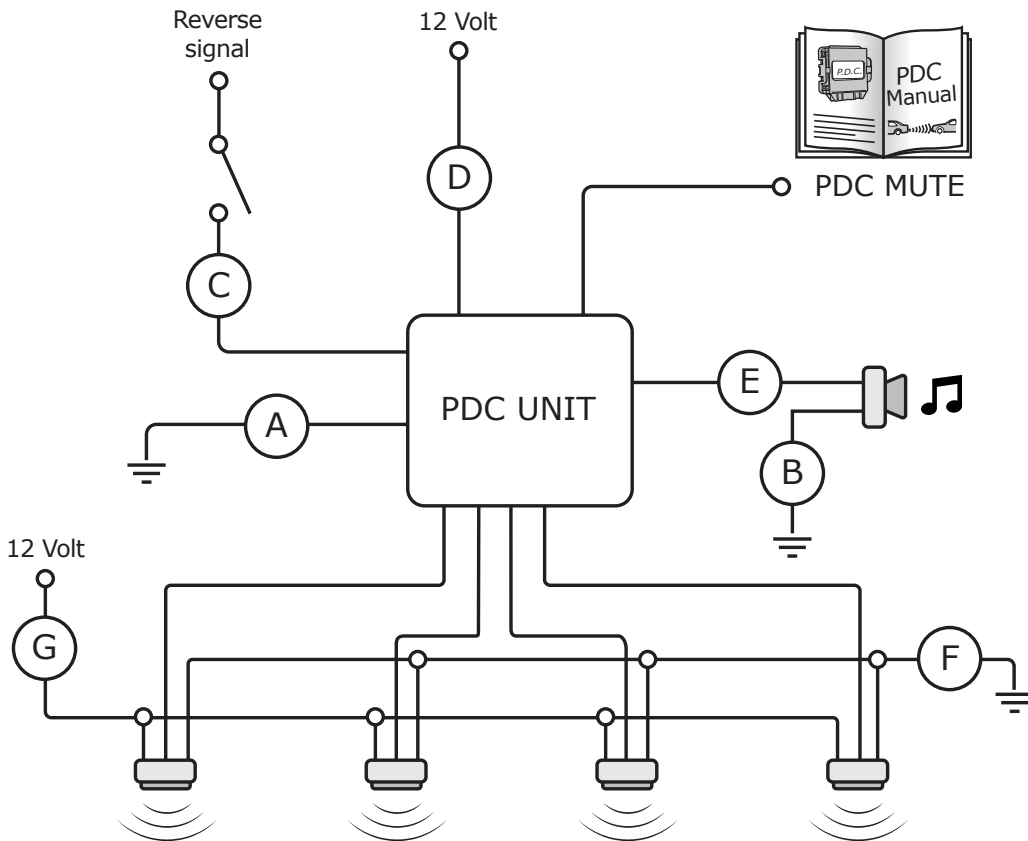 Reverse
signal
12 Volt
P.D.C.
PDC
Manual
PDC MUTE
D
C
PDC UNIT
E
A
B
12 Volt
G
F